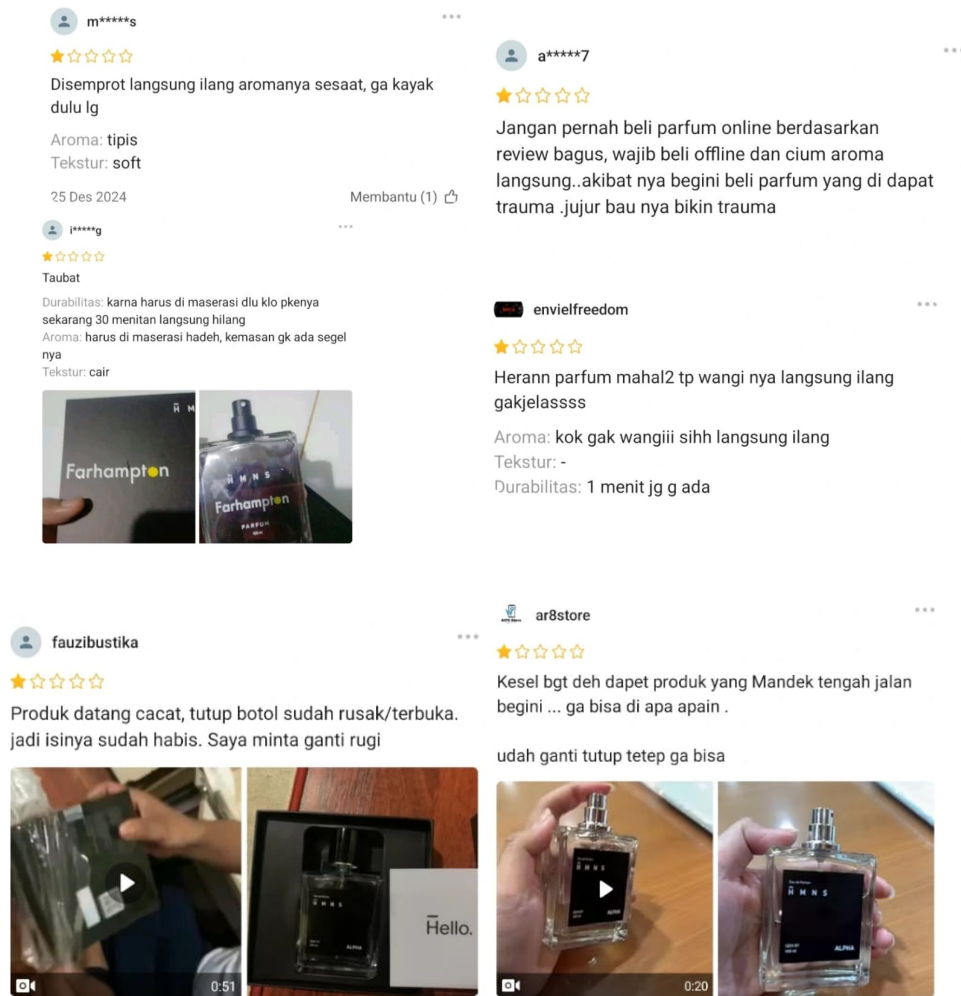 m*****s
Disemprot langsung ilang aromanya sesaat, ga kayak
dulu lg
Aroma: tipis
Tekstur: soft
25 Des 2024
Membantu (1)
i*****g
Taubat
Durabilitas: karna harus di maserasi dlu klo pkenya
sekarang 30 menitan langsung hilang
Aroma: harus di maserasi hadeh, kemasan gk ada segel
nya
Tekstur: cair
H M
Farhampton
H M N S
Farhampton
PARFUM
a*****7
Jangan pernah beli parfum online berdasarkan
review bagus, wajib beli offline dan cium aroma
langsung..akibat nya begini beli parfum yang di dapat
trauma .jujur bau nya bikin trauma
envielfreedom
Herann parfum mahal2 tp wangi nya langsung ilang
gakjelassss
Aroma: kok gak wangiii sihh langsung ilang
Tekstur: -
Durabilitas: 1 menit jg g ada
fauzibustika
Produk datang cacat, tutup botol sudah rusak/terbuka.
jadi isinya sudah habis. Saya minta ganti rugi
0:51
H M N S
ALPHA
Hello.
ar8store
Kesel bgt deh dapet produk yang Mandek tengah jalan
begini ... ga bisa di apa apain .
udah ganti tutup tetep ga bisa
H M N S
ALPHA
0:20
Eau de Parfum
H M N S
100 ml
ALPHA